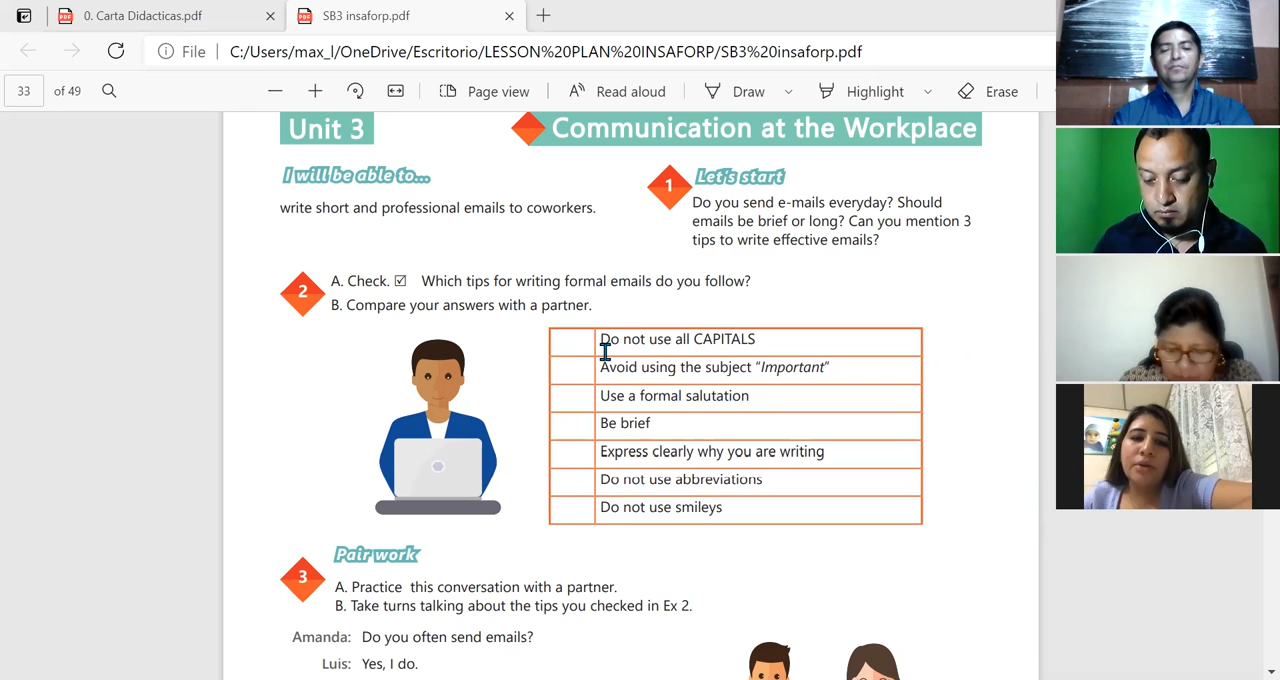 0. Carta Didacticas.pdf
SB3 insaforp.pdf
File
C:/Users/max_l/OneDrive/Escritorio/LESSON%20PLAN%20INSAFORP/SB3%20insaforp.pdf
33 of 49
Page view
Read aloud
Draw
Highlight
Erase
Unit 3
Communication at the Workplace
I will be able to...
write short and professional emails to coworkers.
1
Let's start
Do you send e-mails everyday? Should
emails be brief or long? Can you mention 3
tips to write effective emails?
2
A. Check. ☑ Which tips for writing formal emails do you follow?
B. Compare your answers with a partner.
Do not use all CAPITALS
Avoid using the subject "Important"
Use a formal salutation
Be brief
Express clearly why you are writing
Do not use abbreviations
Do not use smileys
3
Pair work
A. Practice this conversation with a partner.
B. Take turns talking about the tips you checked in Ex 2.
Amanda: Do you often send emails?
Luis: Yes, I do.